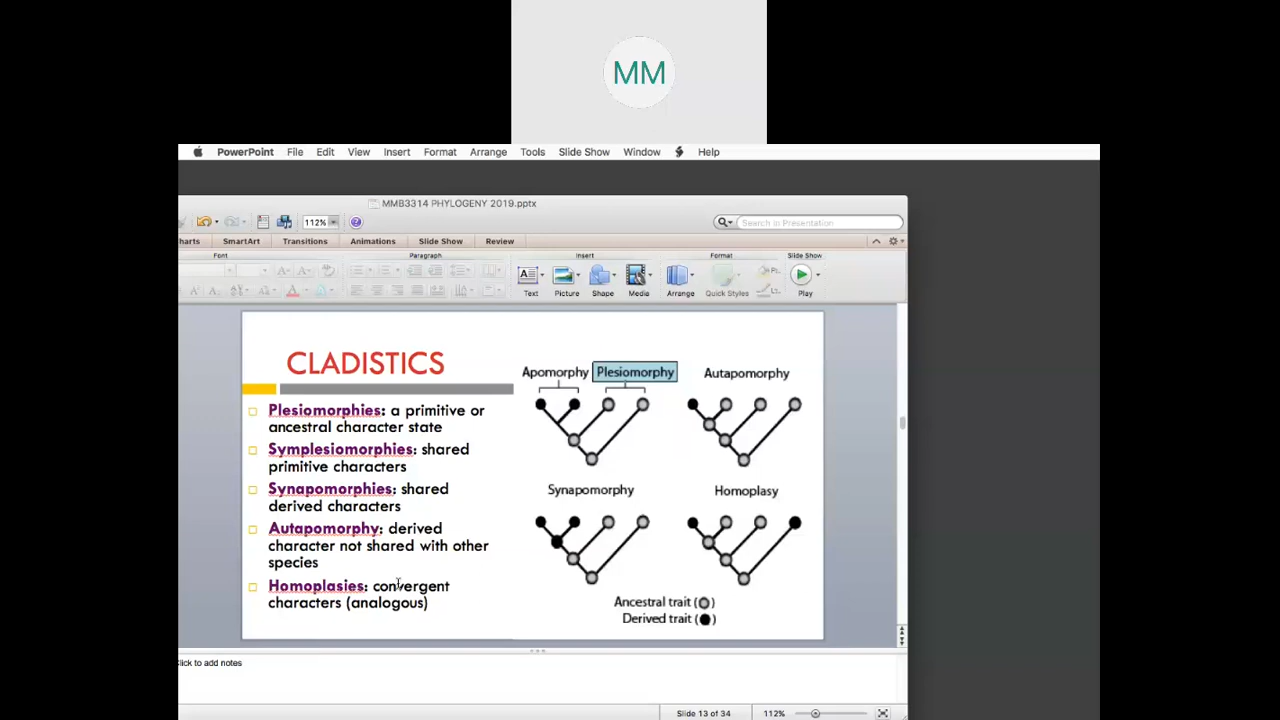 MM
PowerPoint File Edit View Insert Format Arrange Tools Slide Show Window Help
MMB3314 PHYLOGENY 2019.pptx
112% Search in Presentation
harts SmartArt Transitions Animations Slide Show Review
Font Paragraph Insert Format Slide Show
Text Picture Shape Media Arrange Quick Styles Play
CLADISTICS
Plesiomorphies: a primitive or
ancestral character state
Symplesiomorphies: shared
primitive characters
Synapomorphies: shared
derived characters
Autapomorphy: derived
character not shared with other
species
Homoplasies: convergent
characters (analogous)
Apomorphy Plesiomorphy Autapomorphy
Synapomorphy Homoplasy
Ancestral trait ( )
Derived trait ( )
lick to add notes
Slide 13 of 34 112%